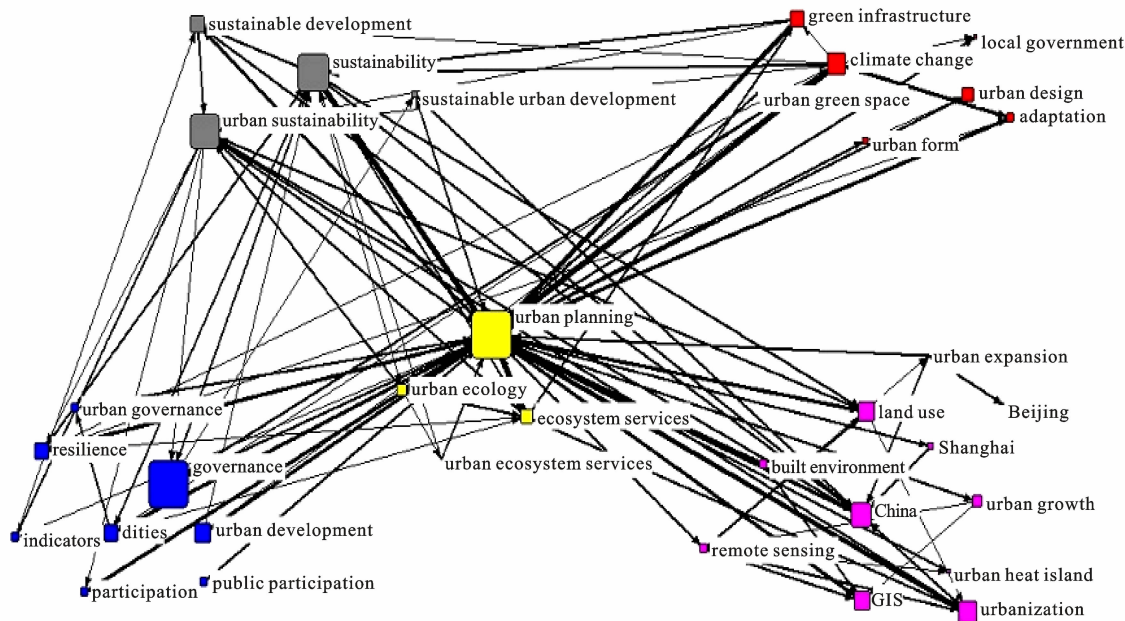 sustainable development
green infrastructure
local government
sustainability
climate change
sustainable urban development
urban green space
urban design
urban sustainability
adaptation
urban form
urban planning
urban expansion
urban ecology
urban governance
ecosystem services
land use
Beijing
resilience
Shanghai
governance
urban ecosystem services
built environment
urban growth
China
indicators
dities
urban development
remote sensing
urban heat island
participation
public participation
GIS
urbanization